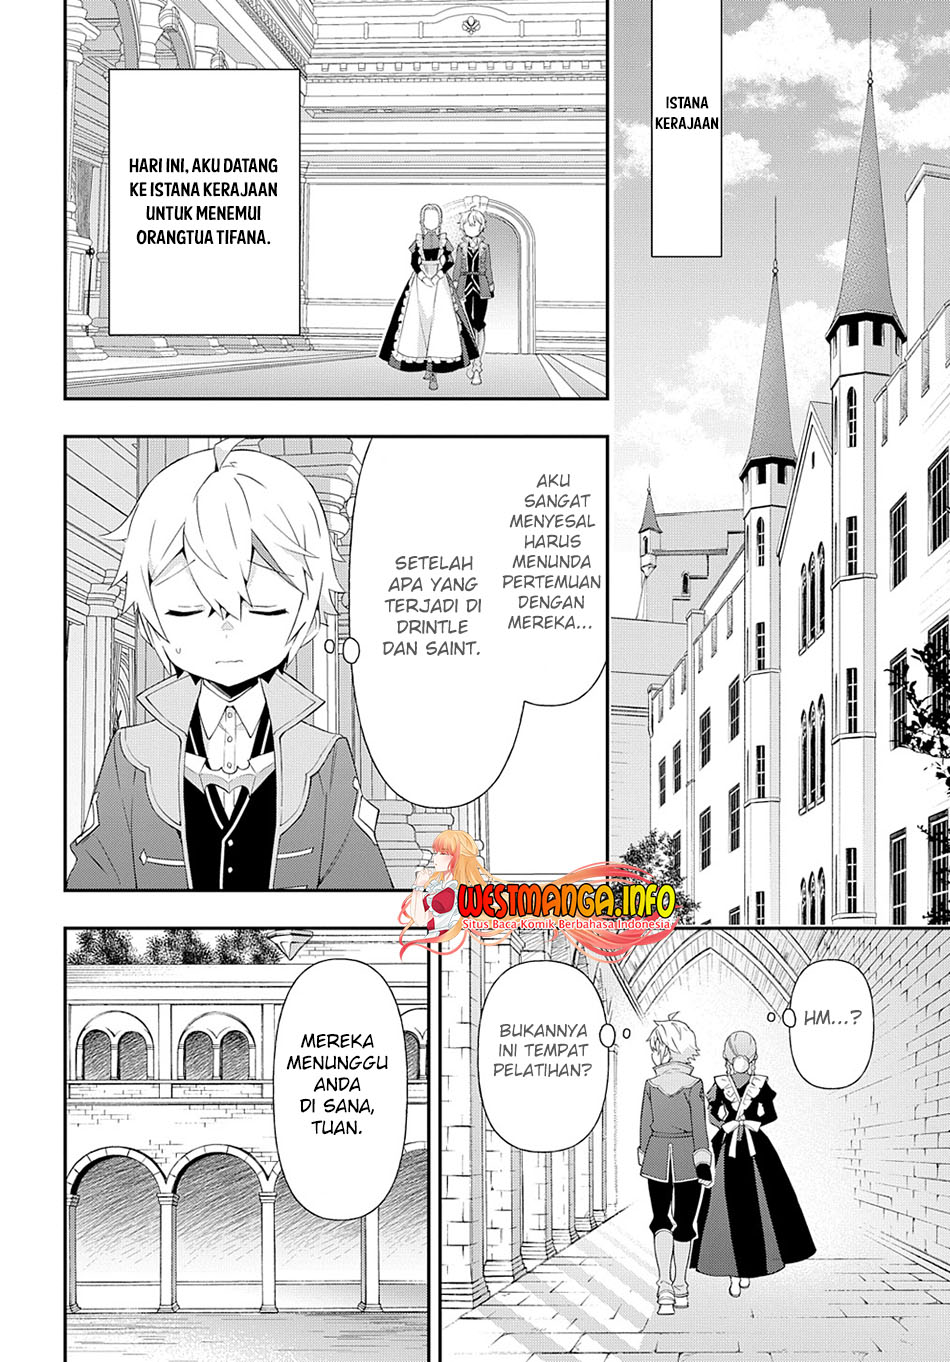 ISTANA
KERAJAAN
HARI INI, AKU DATANG
KE ISTANA KERAJAAN
UNTUK MENEMUI
ORANGTUA TIFANA.
AKU
SANGAT
MENYESAL
HARUS
MENUNDA
PERTEMUAN
DENGAN
MEREKA...
SETELAH
APA YANG
TERJADI DI
DRINTLE
DAN SAINT.
WESTMANGA.INFO
Situs Baca Komik Berbahasa Indonesia
HM...?
BUKANNYA
INI TEMPAT
PELATIHAN?
MEREKA
MENUNGGU
ANDA
DI SANA,
TUAN.